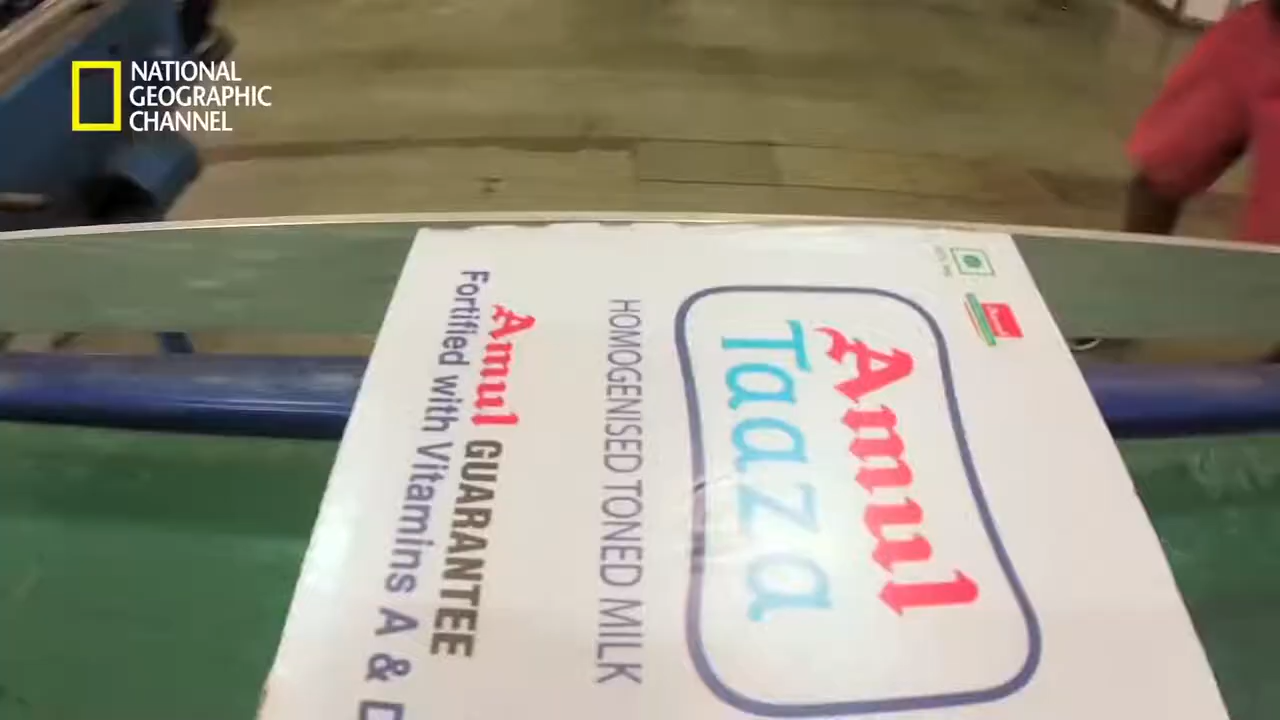 NATIONAL
GEOGRAPHIC
CHANNEL
Amul
Taaza
HOMOGENISED TONED MILK
Amul GUARANTEE
Fortified with Vitamins A & D